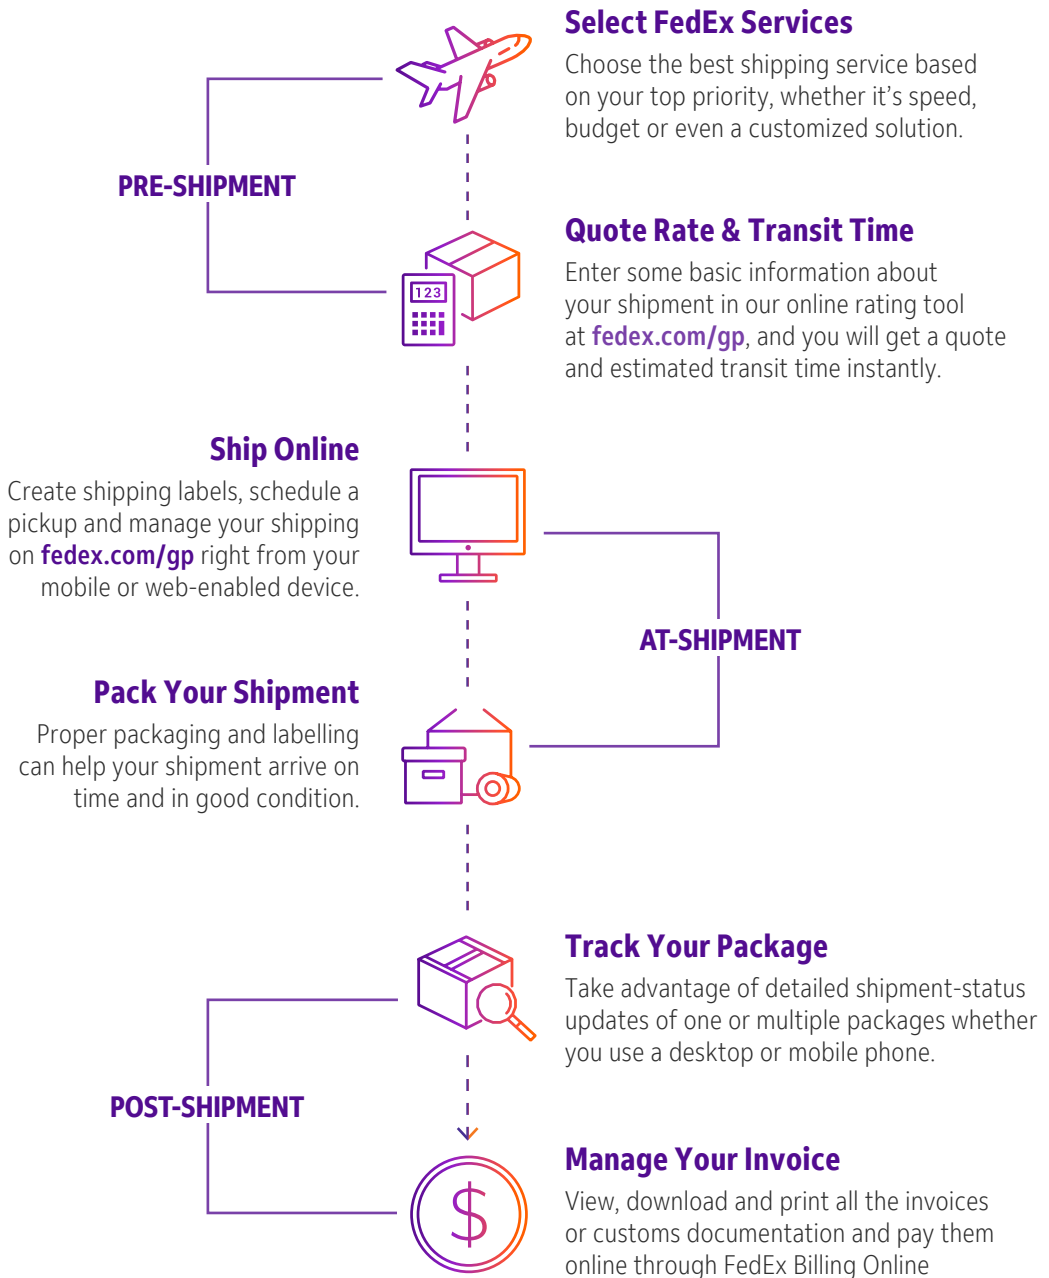 Select FedEx Services
Choose the best shipping service based
on your top priority, whether it’s speed,
budget or even a customized solution.
PRE-SHIPMENT
Quote Rate & Transit Time
Enter some basic information about
your shipment in our online rating tool
at fedex.com/gp, and you will get a quote
and estimated transit time instantly.
123
Ship Online
Create shipping labels, schedule a
pickup and manage your shipping
on fedex.com/gp right from your
mobile or web-enabled device.
AT-SHIPMENT
Pack Your Shipment
Proper packaging and labelling
can help your shipment arrive on
time and in good condition.
Track Your Package
Take advantage of detailed shipment-status
updates of one or multiple packages whether
you use a desktop or mobile phone.
POST-SHIPMENT
Manage Your Invoice
$
View, download and print all the invoices
or customs documentation and pay them
online through FedEx Billing Online